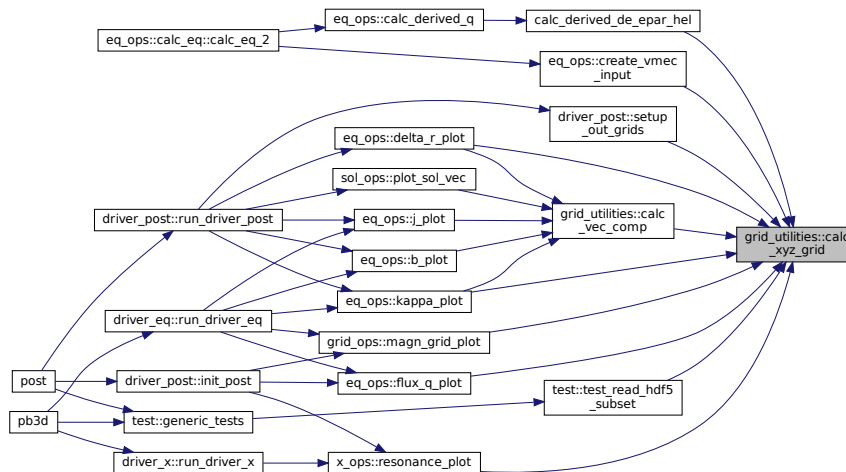 eq_ops::calc_eq::calc_eq_2
eq_ops::calc_derived_q
calc_derived_de_epar_hel
eq_ops::create_vmec
_input
driver_post::setup
_out_grids
eq_ops::delta_r_plot
sol_ops::plot_sol_vec
driver_post::run_driver_post
eq_ops::j_plot
grid_utilities::calc
_vec_comp
grid_utilities::calc
_xyz_grid
eq_ops::b_plot
eq_ops::kappa_plot
driver_eq::run_driver_eq
grid_ops::magn_grid_plot
post
driver_post::init_post
eq_ops::flux_q_plot
test::test_read_hdf5
_subset
pb3d
test::generic_tests
driver_x::run_driver_x
x_ops::resonance_plot